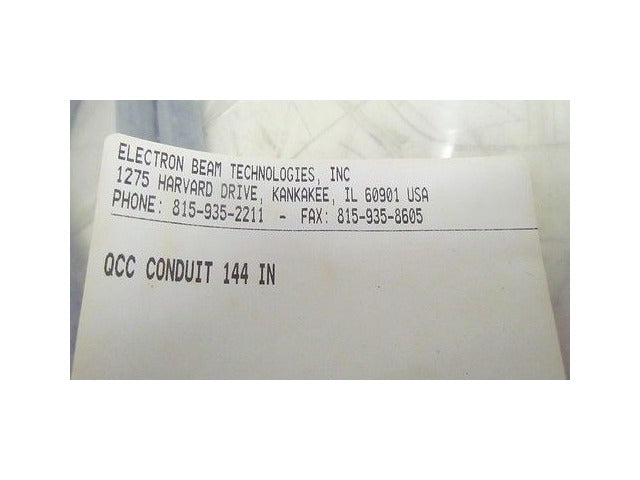 ELECTRON BEAM TECHNOLOGIES, INC
1275 HARVARD DRIVE, KANKAKEE, IL 60901 USA
PHONE: 815-935-2211 - FAX: 815-935-8605
QCC CONDUIT 144 IN